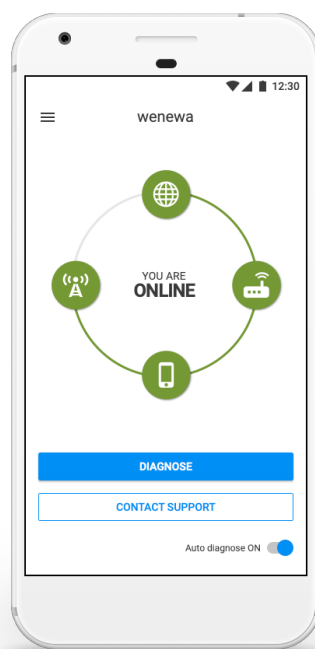 12:30
wenewa
YOU ARE
ONLINE
DIAGNOSE
CONTACT SUPPORT
Auto diagnose ON